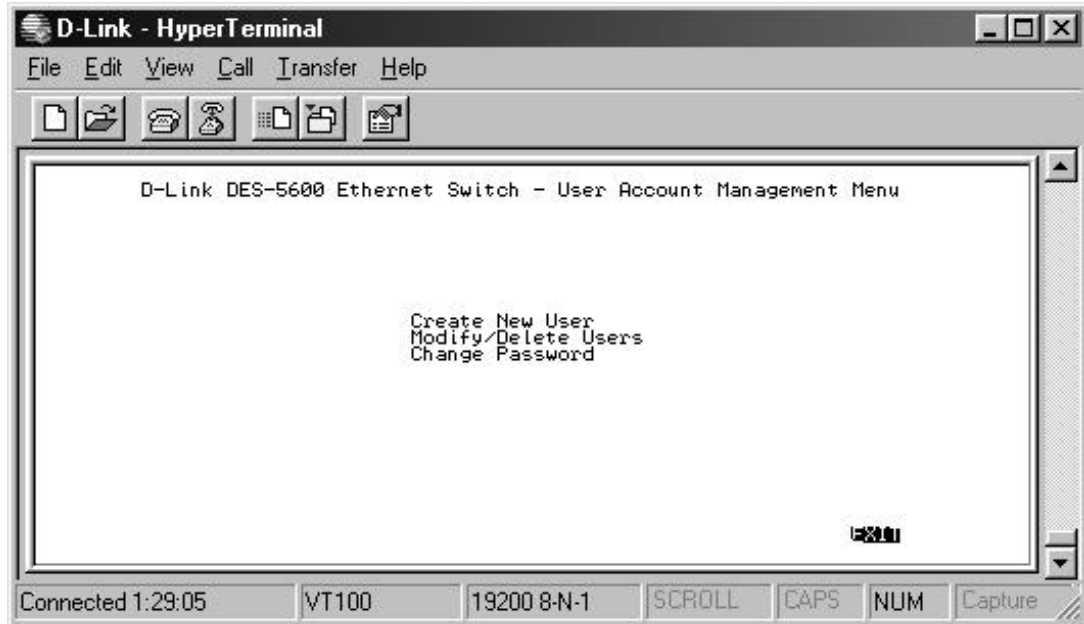 D-Link - HyperTerminal
File Edit View Call Transfer Help
D-Link DES-5600 Ethernet Switch - User Account Management Menu
Create New User
Modify/Delete Users
Change Password
EXIT
Connected 1:29:05 VT100 19200 8-N-1 SCROLL CAPS NUM Capture